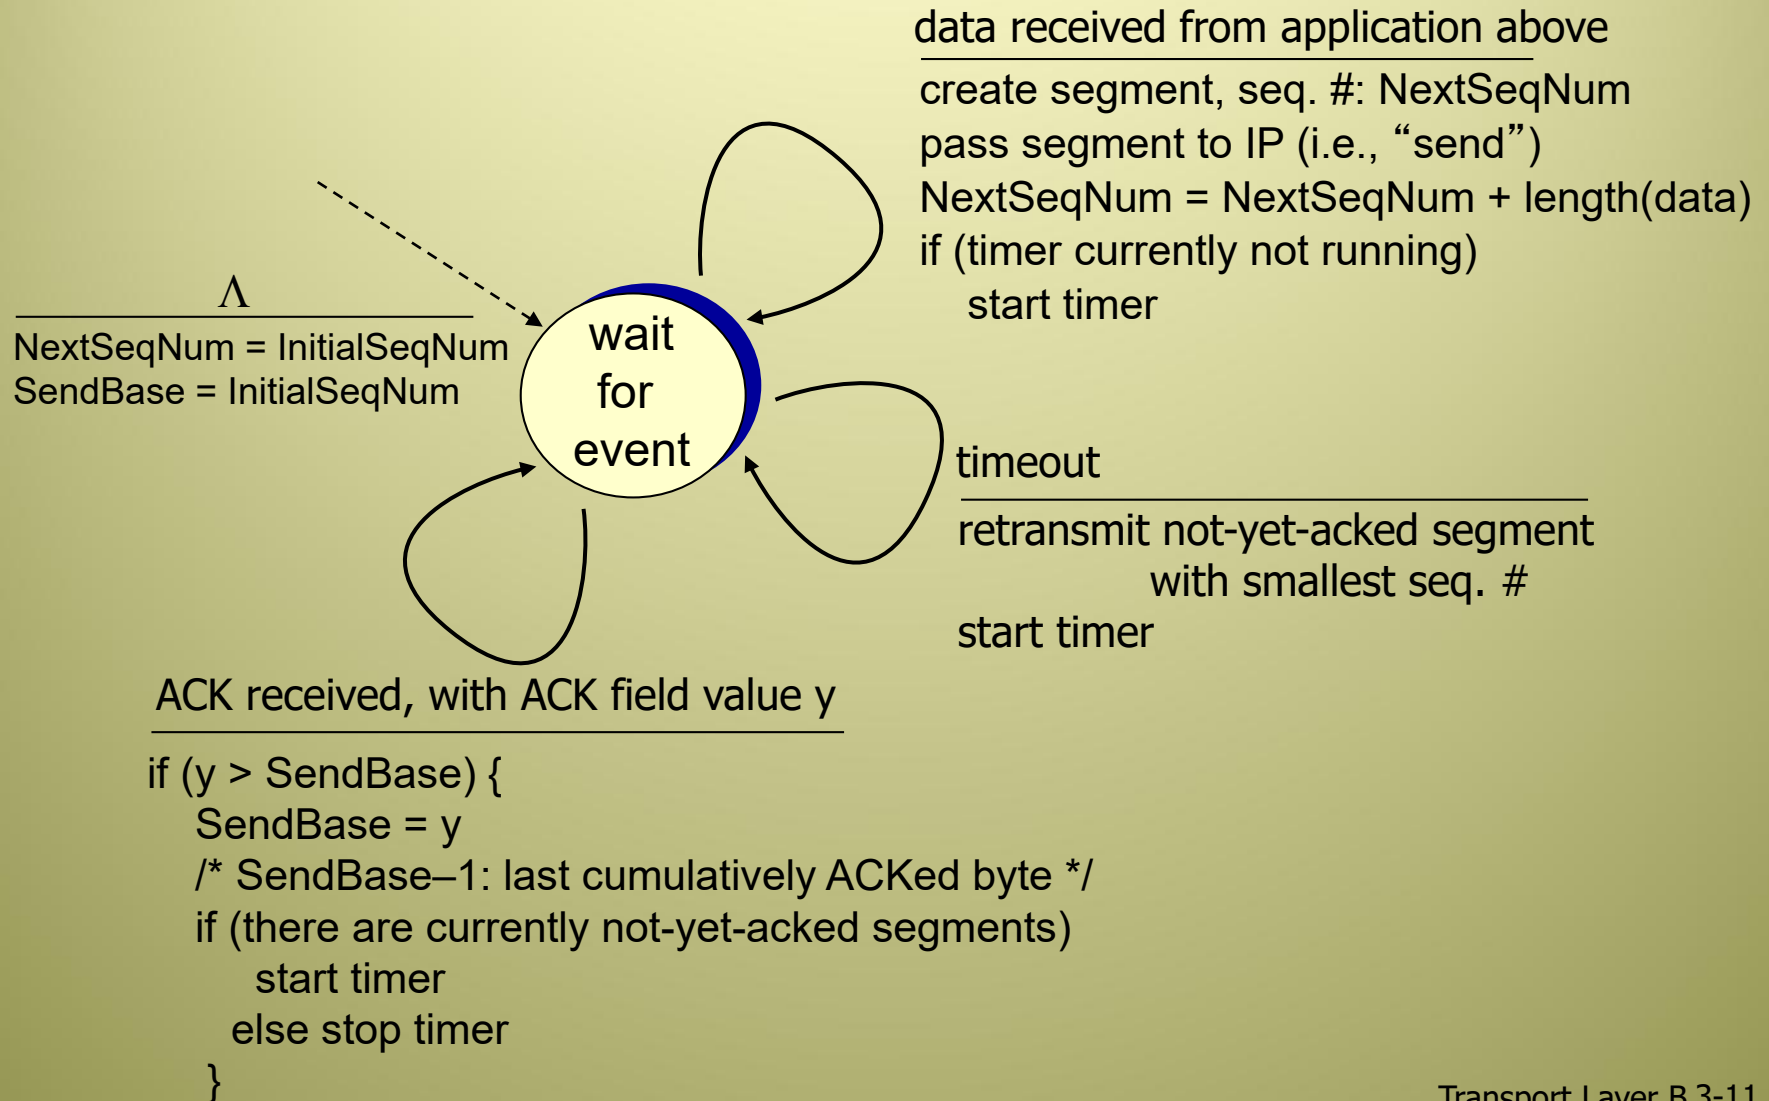 data received from application above
create segment, seq. #: NextSeqNum
pass segment to IP (i.e., “send”)
NextSeqNum = NextSeqNum + length(data)
if (timer currently not running)
start timer
Λ
NextSeqNum = InitialSeqNum
SendBase = InitialSeqNum
wait
for
event
timeout
retransmit not-yet-acked segment
with smallest seq. #
start timer
ACK received, with ACK field value y
if (y > SendBase) {
SendBase = y
/* SendBase–1: last cumulatively ACKed byte */
if (there are currently not-yet-acked segments)
start timer
else stop timer
}
Transport Layer B 3-11